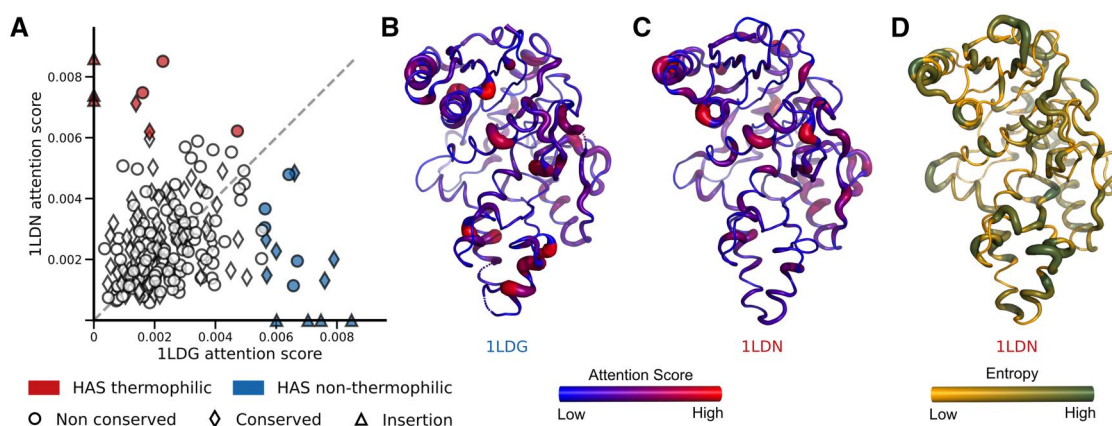 A
B
C
D
1LDN attention score
0.008
0.006
0.004
0.002
0
0.002
0.004
0.006
0.008
1LDG attention score
HAS thermophilic
HAS non-thermophilic
Non conserved
Conserved
Insertion
1LDG
1LDN
1LDN
Attention Score
Low
High
Entropy
Low
High